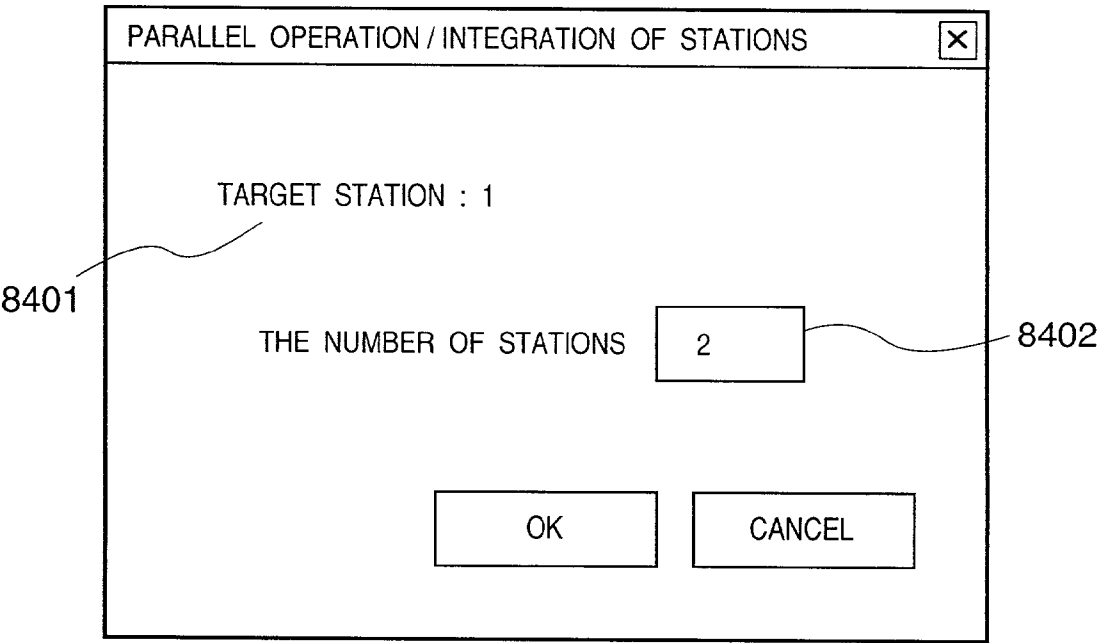 PARALLEL OPERATION / INTEGRATION OF STATIONS X
TARGET STATION : 1
8401
THE NUMBER OF STATIONS 2 8402
OK CANCEL